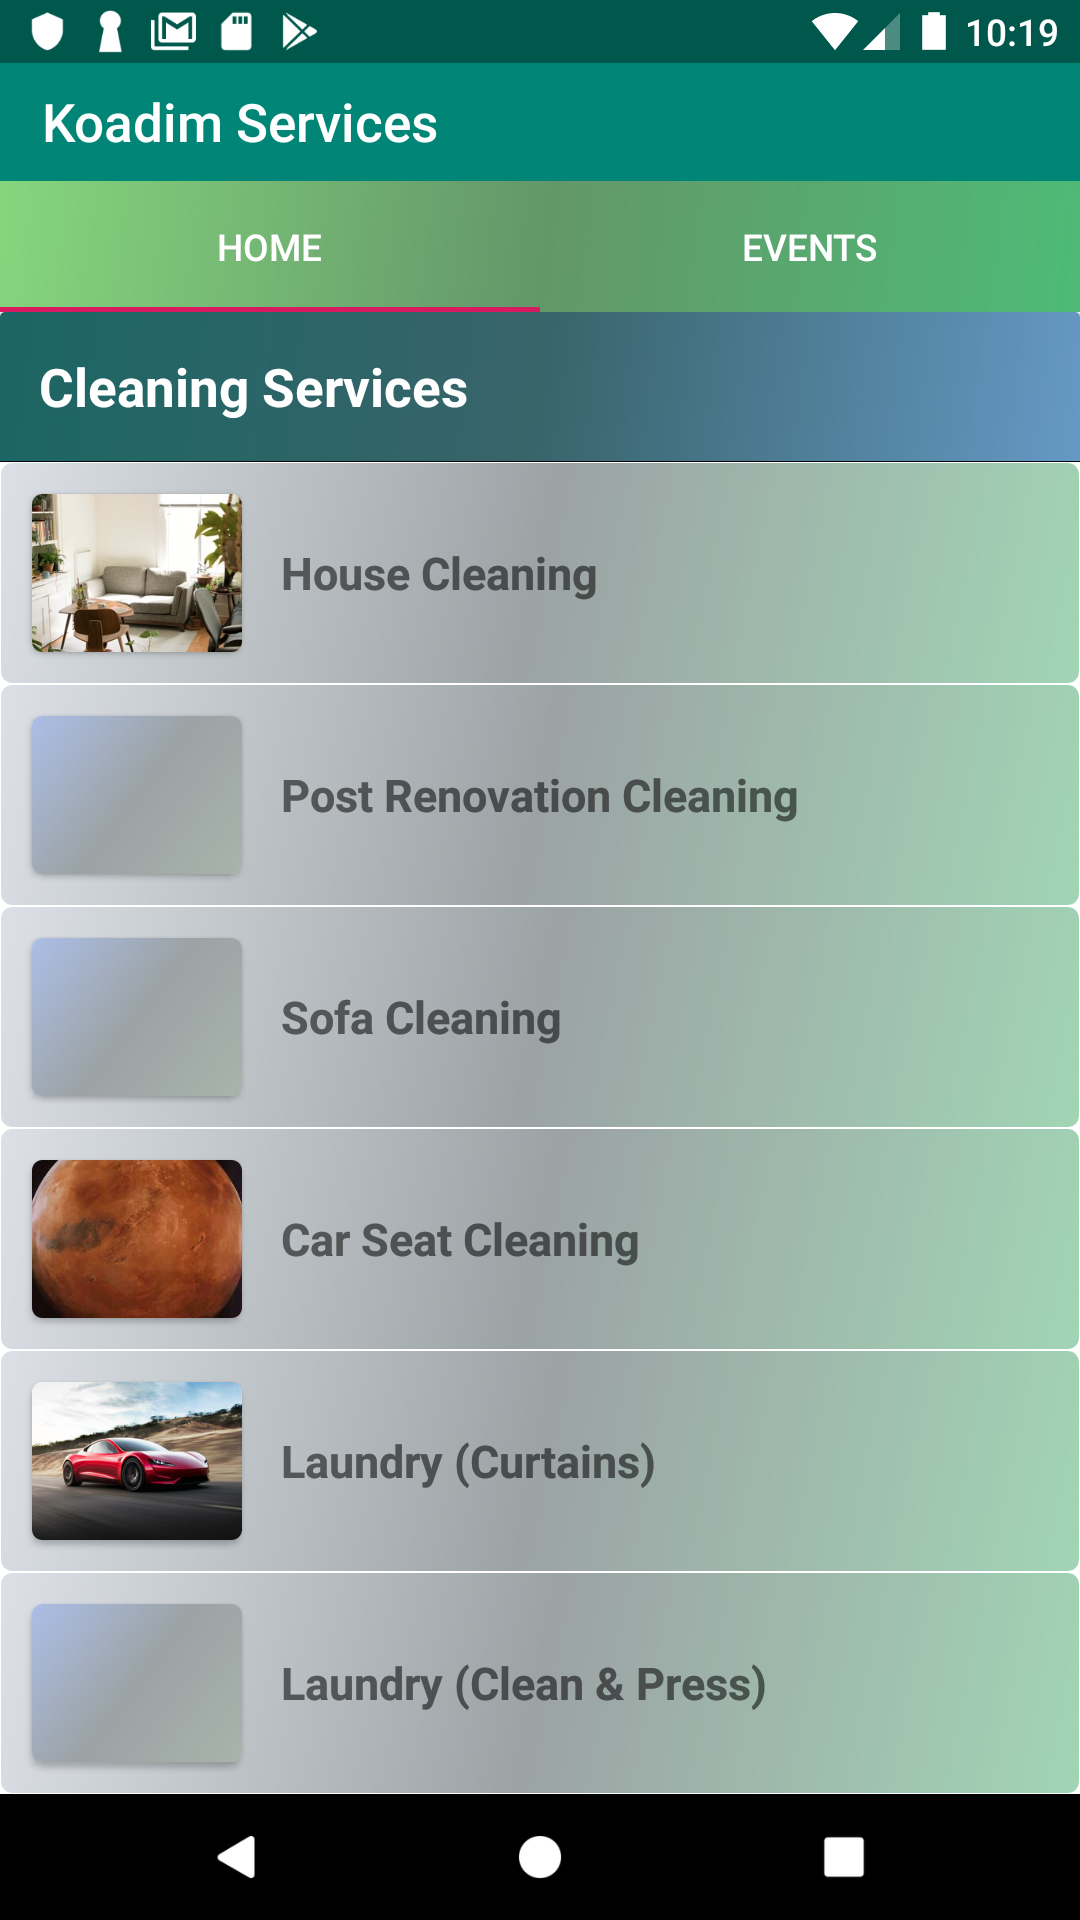 10:19
Koadim Services
HOME
EVENTS
Cleaning Services
House Cleaning
Post Renovation Cleaning
Sofa Cleaning
Car Seat Cleaning
Laundry (Curtains)
Laundry (Clean & Press)